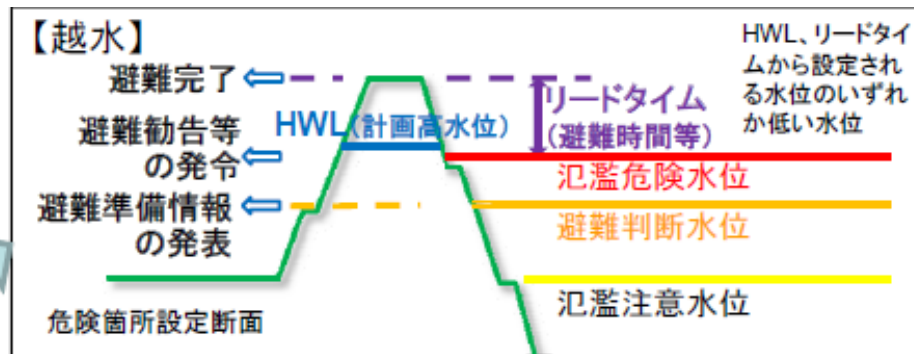 【越水】
避難完了
避難勧告等
の発令
避難準備情報
の発表
危険箇所設定断面
HWL(計画高水位)
リードタイム
(避難時間等)
HWL、リードタイ
ムから設定され
る水位のいずれ
か低い水位
氾濫危険水位
避難判断水位
氾濫注意水位